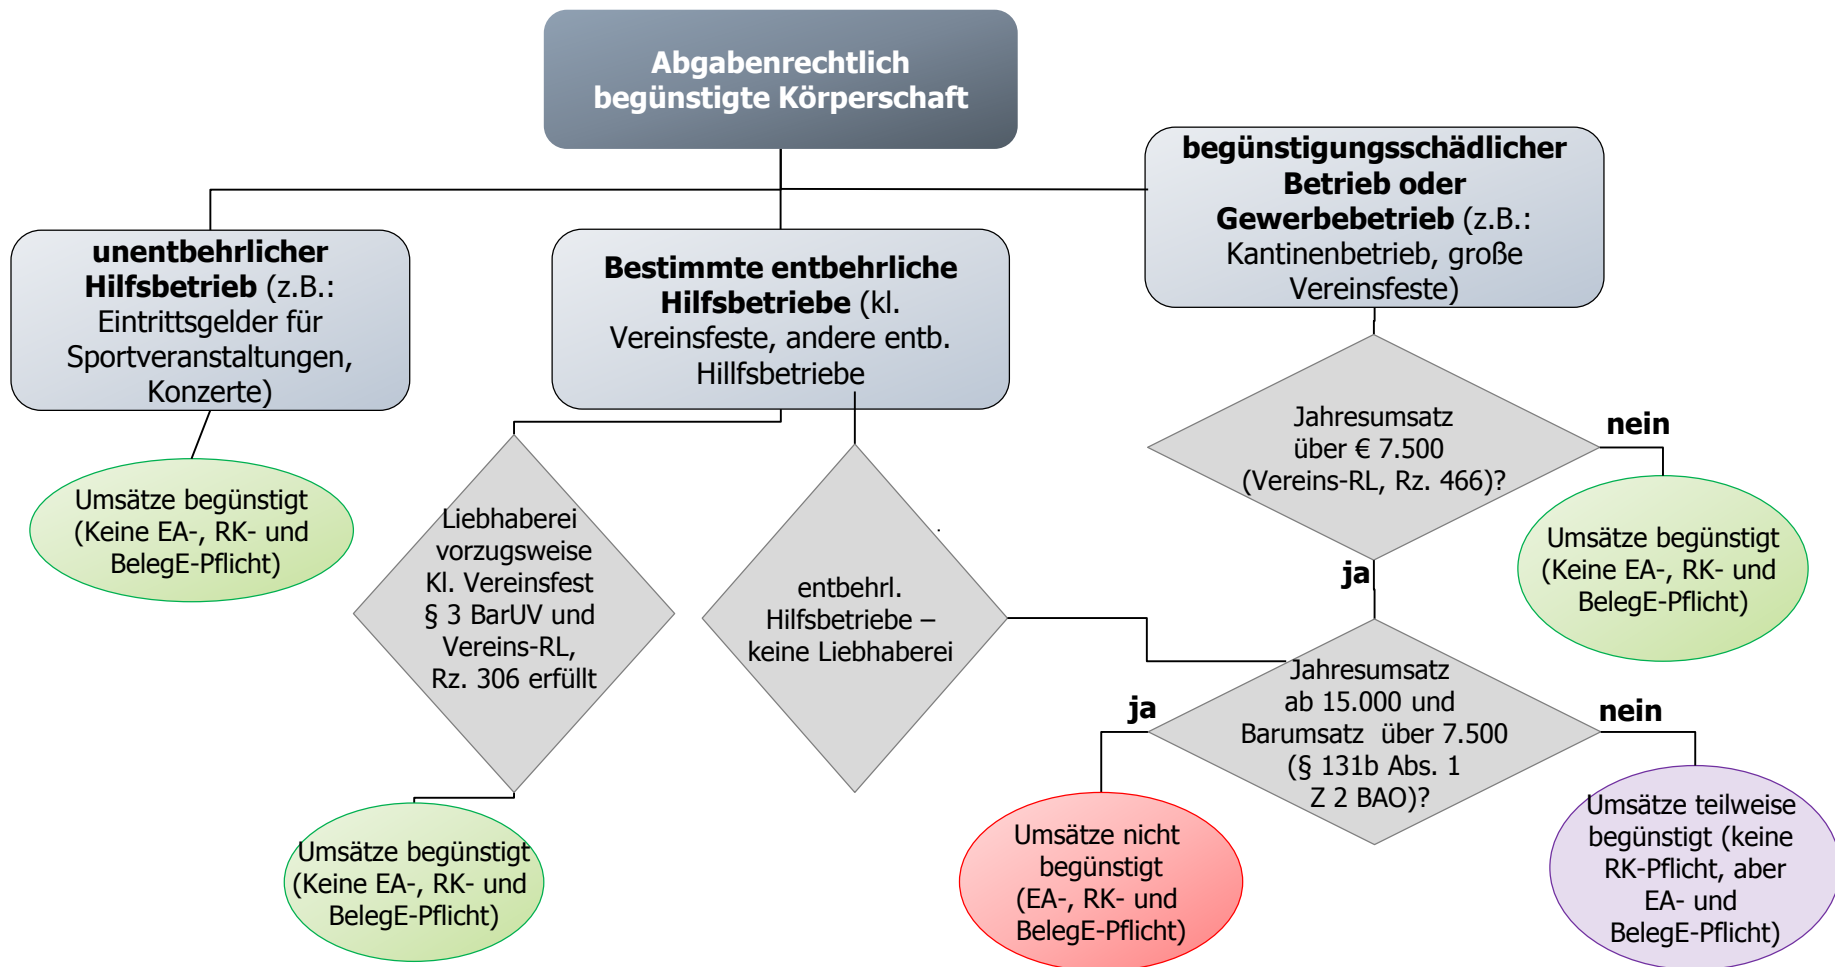 Abgabenrechtlich
begünstigte Körperschaft
unentbehrlicher
Hilfsbetrieb (z.B.:
Eintrittsgelder für
Sportveranstaltungen,
Konzerte)
Bestimmte entbehrliche
Hilfsbetriebe (kl.
Vereinsfeste, andere entb.
Hillfsbetriebe
begünstigungsschädlicher
Betrieb oder
Gewerbebetrieb (z.B.:
Kantinenbetrieb, große
Vereinsfeste)
Umsätze begünstigt
(Keine EA-, RK- und
BelegE-Pflicht)
Liebhaberei
vorzugsweise
Kl. Vereinsfest
§ 3 BarUV und
Vereins-RL,
Rz. 306 erfüllt
entbehrl.
Hilfsbetriebe –
keine Liebhaberei
Jahresumsatz
über € 7.500
(Vereins-RL, Rz. 466)?
nein
Umsätze begünstigt
(Keine EA-, RK- und
BelegE-Pflicht)
ja
Jahresumsatz
ab 15.000 und
Barumsatz über 7.500
(§ 131b Abs. 1
Z 2 BAO)?
ja
nein
Umsätze begünstigt
(Keine EA-, RK- und
BelegE-Pflicht)
Umsätze nicht
begünstigt
(EA-, RK- und
BelegE-Pflicht)
Umsätze teilweise
begünstigt (keine
RK-Pflicht, aber
EA- und
BelegE-Pflicht)